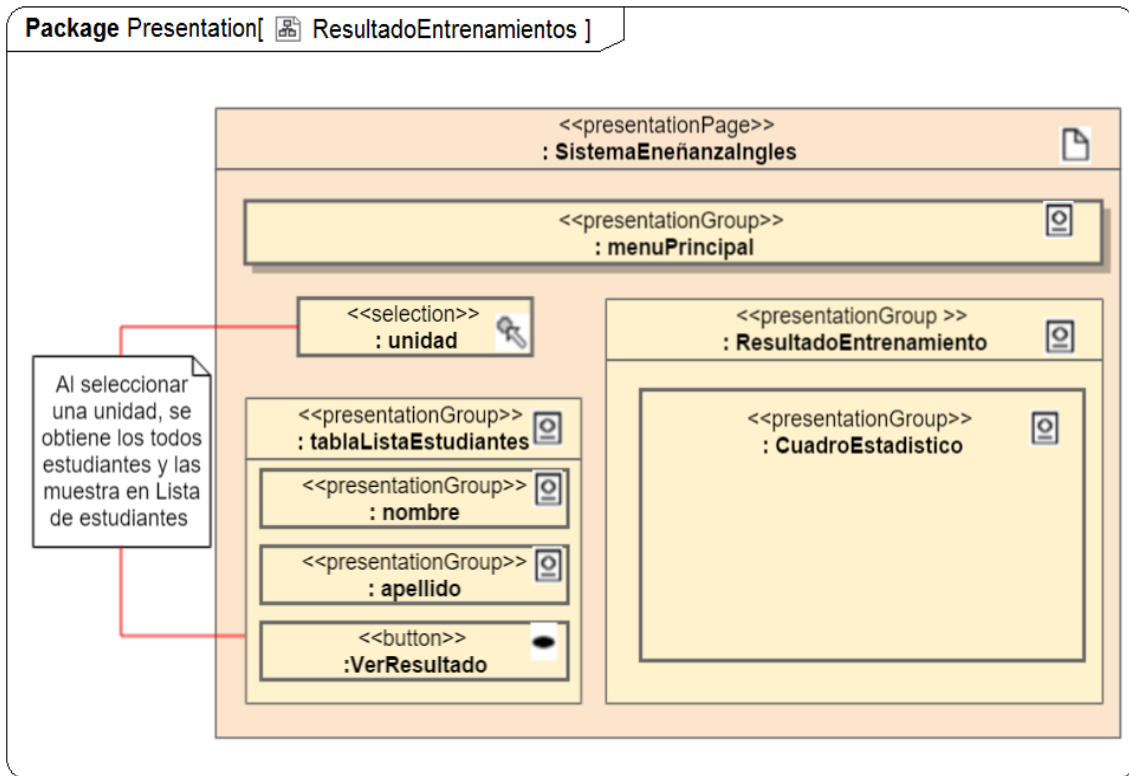 Package Presentation[ ResultadoEntrenamientos ]
<<presentationPage>>
: SistemaEneñanzaIngles
<<presentationGroup>>
: menuPrincipal
<<selection>>
: unidad
<<presentationGroup >>
: ResultadoEntrenamiento
Al seleccionar
una unidad, se
obtiene los todos
estudiantes y las
muestra en Lista
de estudiantes
<<presentationGroup>>
: tablaListaEstudiantes
<<presentationGroup>>
: nombre
<<presentationGroup>>
: apellido
<<button>>
:VerResultado
<<presentationGroup>>
: CuadroEstadistico